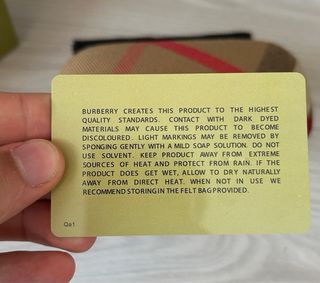 BURBERRY CREATES THIS PRODUCT TO THE HIGHEST
QUALITY STANDARDS. CONTACT WITH DARK DYED
MATERIALS MAY CAUSE THIS PRODUCT TO BECOME
DISCOLOURED. LIGHT MARKINGS MAY BE REMOVED BY
SPONGING GENTLY WITH A MILD SOAP SOLUTION. DO NOT
USE SOLVENT. KEEP PRODUCT AWAY FROM EXTREME
SOURCES OF HEAT AND PROTECT FROM RAIN. IF THE
PRODUCT DOES GET WET, ALLOW TO DRY NATURALLY
AWAY FROM DIRECT HEAT. WHEN NOT IN USE WE
RECOMMEND STORING IN THE FELT BAG PROVIDED.
Qa1